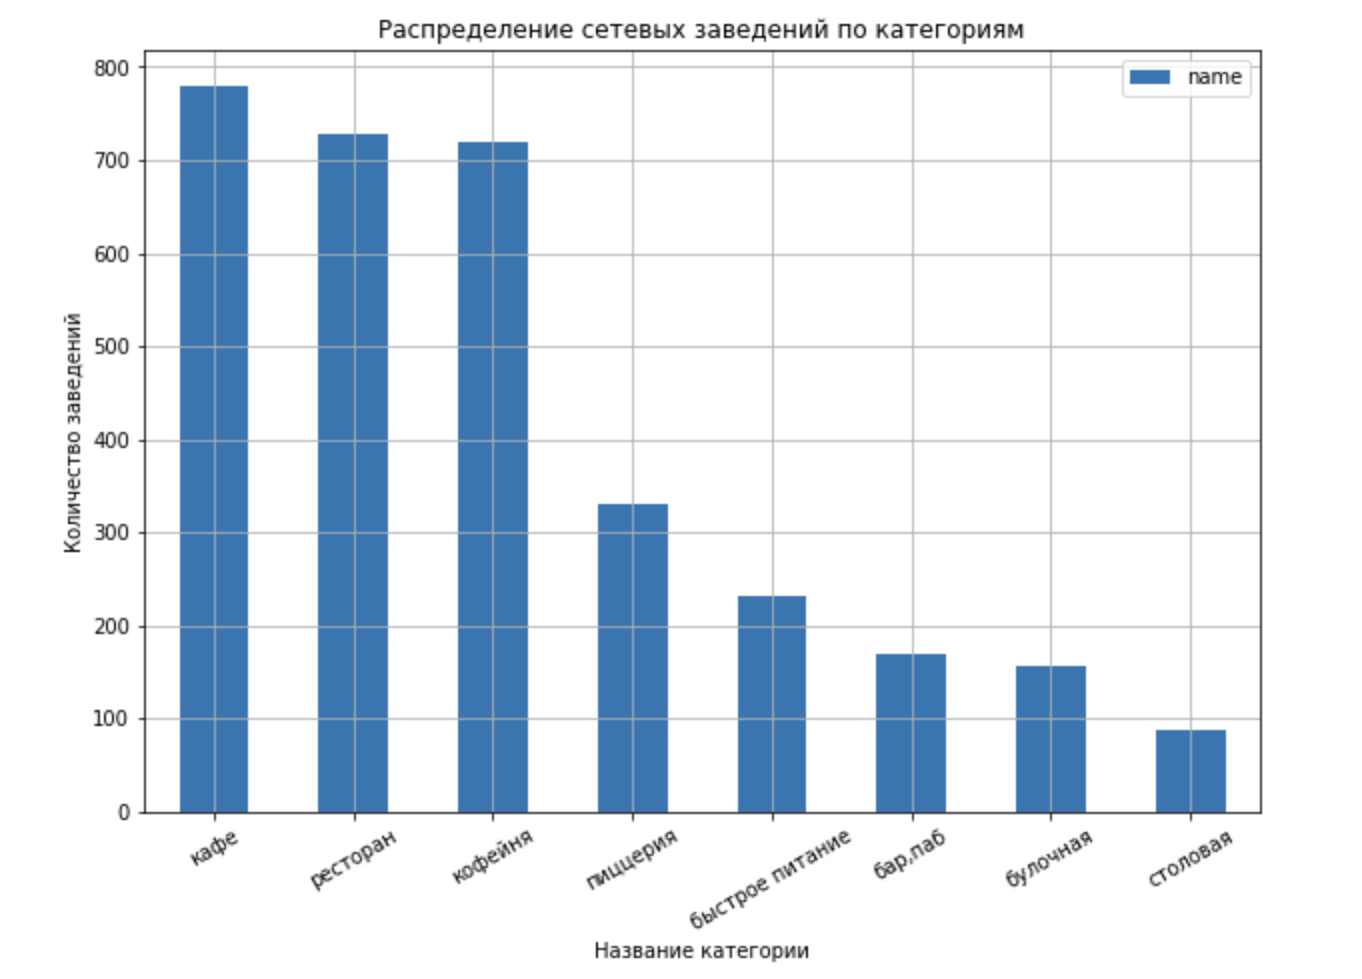 Распределение сетевых заведений по категориям
name
Количество заведений
800
700
600
500
400
300
200
100
0
кафе
ресторан
кофейня
пиццерия
быстрое питание
бар,паб
булочная
столовая
Название категории